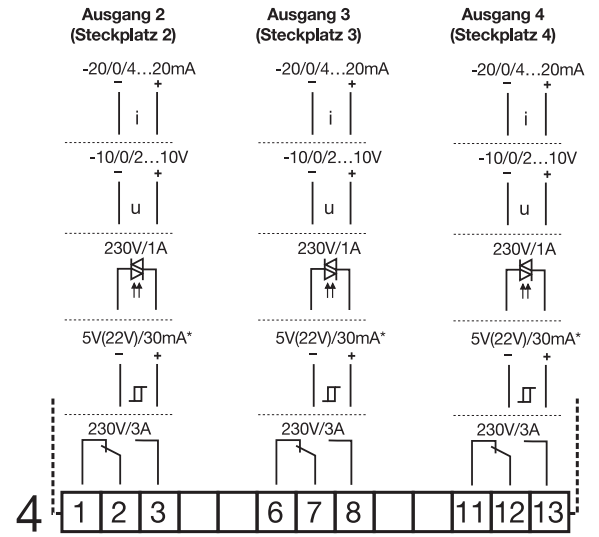 Ausgang 2 Ausgang 3 Ausgang 4
(Steckplatz 2) (Steckplatz 3) (Steckplatz 4)
-20/0/4...20mA -20/0/4...20mA -20/0/4...20mA
– + – + – +
i i i
-10/0/2...10V -10/0/2...10V -10/0/2...10V
– + – + – +
u u u
230V/1A 230V/1A 230V/1A
5V(22V)/30mA* 5V(22V)/30mA* 5V(22V)/30mA*
– + – + – +
230V/3A 230V/3A 230V/3A
4 1 2 3 6 7 8 11 12 13